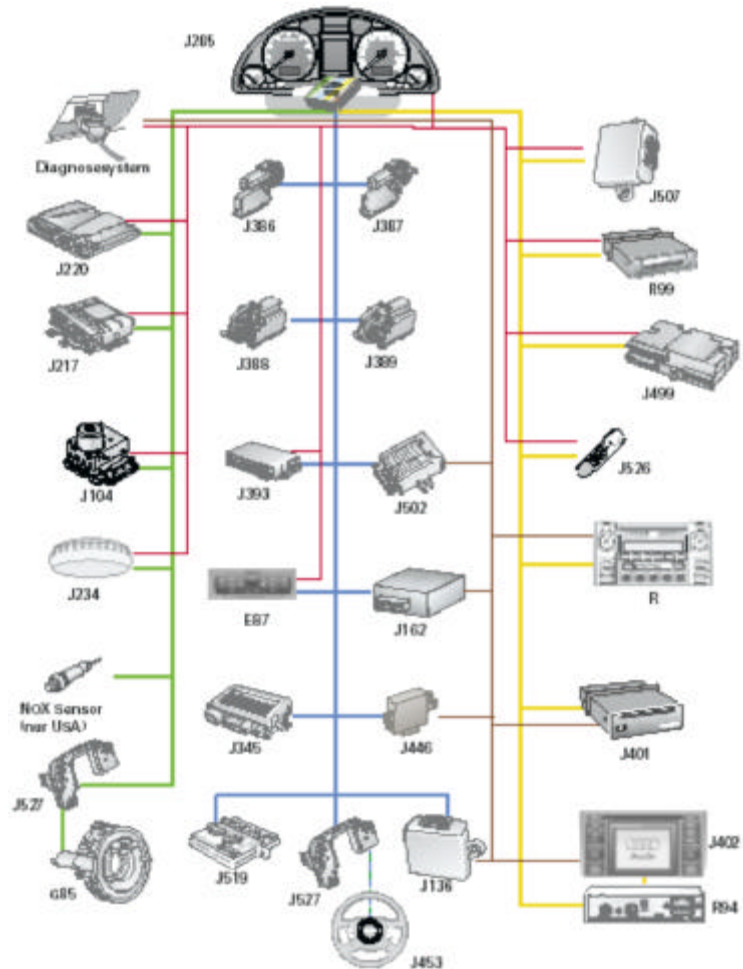 J285
Diagnosesystem
J507
J386
J387
J220
R99
J217
J388
J389
J499
J526
J104
J393
J502
J234
E87
J162
R
NOX Sensor
(nur USA)
J345
J446
J401
J527
J402
G85
J519
J527
J136
R94
J453